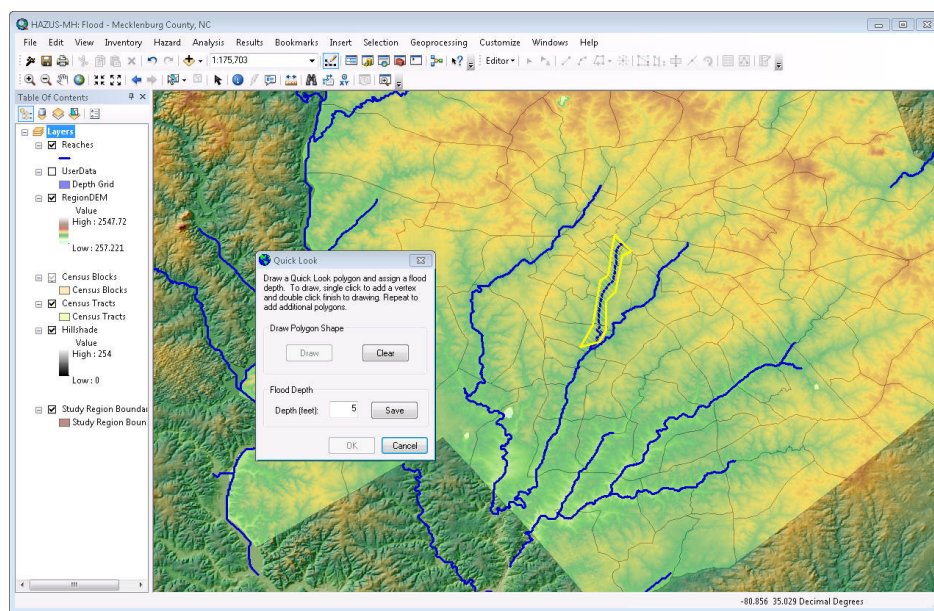 HAZUS-MH: Flood - Mecklenburg County, NC
File Edit View Inventory Hazard Analysis Results Bookmarks Insert Selection Geoprocessing Customize Windows Help
1:175,703
Editor
Table Of Contents
Layers
Reaches
UserData
Depth Grid
RegionDEM
Value
High : 2547.72
Low : 257.221
Census Blocks
Census Blocks
Census Tracts
Census Tracts
Hillshade
Value
High : 254
Low : 0
Study Region Boundar
Study Region Boun
Quick Look
Draw a Quick Look polygon and assign a flood
depth. To draw, single click to add a vertex
and double click finish to drawing. Repeat to
add additional polygons.
Draw Polygon Shape
Draw Clear
Flood Depth
Depth (feet): 5 Save
OK Cancel
-80.856 35.029 Decimal Degrees